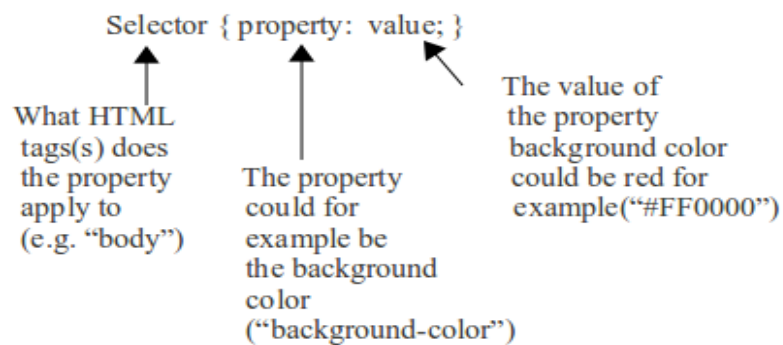 Selector { property: value; }
What HTML
tags(s) does
the property
apply to
(e.g. “body”)
The property
could for
example be
the background
color
(“background-color”)
The value of
the property
background color
could be red for
example(“#FF0000”)